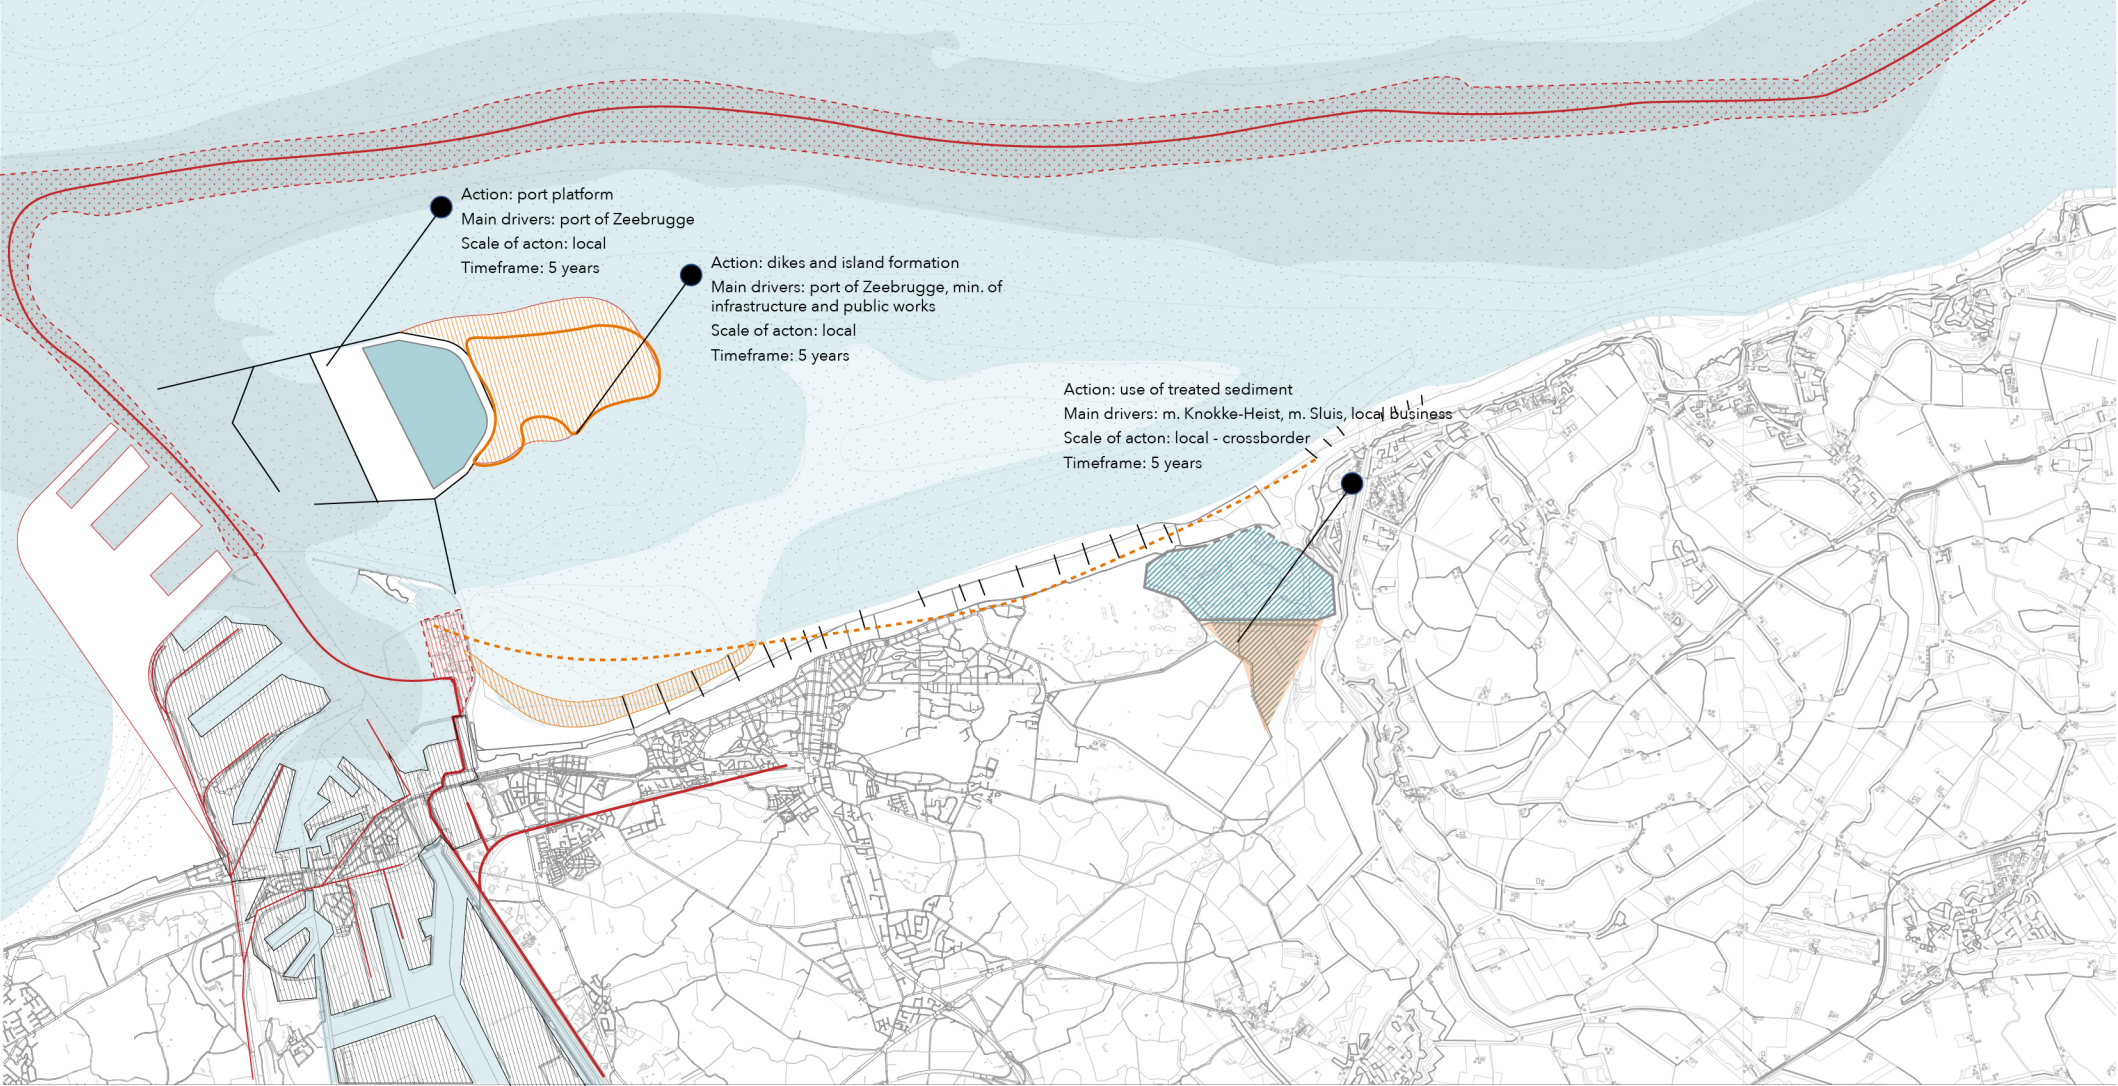 Action: port platform
Main drivers: port of Zeebrugge
Scale of acton: local
Timeframe: 5 years
Action: dikes and island formation
Main drivers: port of Zeebrugge, min. of
infrastructure and public works
Scale of acton: local
Timeframe: 5 years
Action: use of treated sediment
Main drivers: m. Knokke-Heist, m. Sluis, local business
Scale of acton: local - crossborder
Timeframe: 5 years